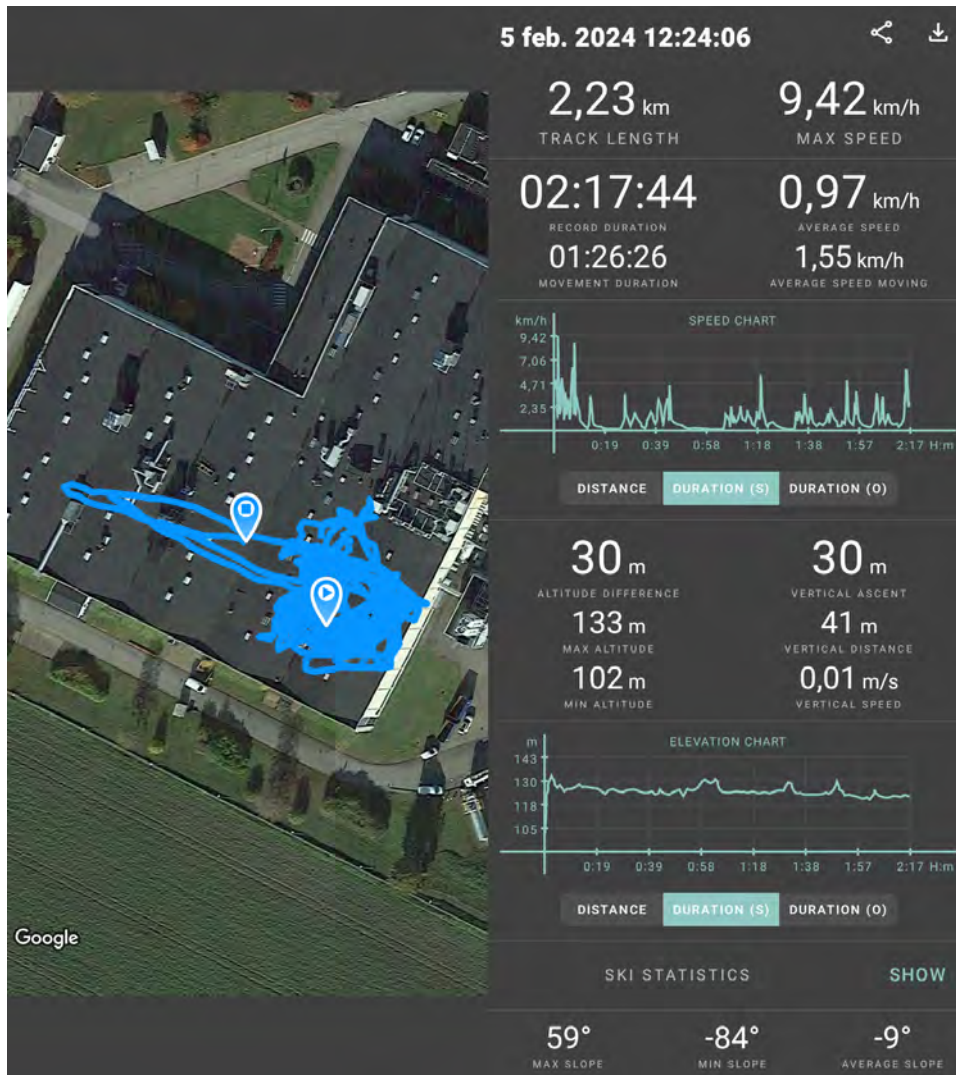 5 feb. 2024 12:24:06
2,23 km
TRACK LENGTH
9,42 km/h
MAX SPEED
02:17:44
RECORD DURATION
0,97 km/h
AVERAGE SPEED
01:26:26
MOVEMENT DURATION
1,55 km/h
AVERAGE SPEED MOVING
km/h
SPEED CHART
9,42
7,06
4,71
2,35
0:19 0:39 0:58 1:18 1:38 1:57 2:17 H:m
DISTANCE DURATION (S) DURATION (O)
30 m
ALTITUDE DIFFERENCE
30 m
VERTICAL ASCENT
133 m
MAX ALTITUDE
41 m
VERTICAL DISTANCE
102 m
MIN ALTITUDE
0,01 m/s
VERTICAL SPEED
m
ELEVATION CHART
143
130
118
105
0:19 0:39 0:58 1:18 1:38 1:57 2:17 H:m
DISTANCE DURATION (S) DURATION (O)
Google
SKI STATISTICS SHOW
59°
MAX SLOPE
-84°
MIN SLOPE
-9°
AVERAGE SLOPE